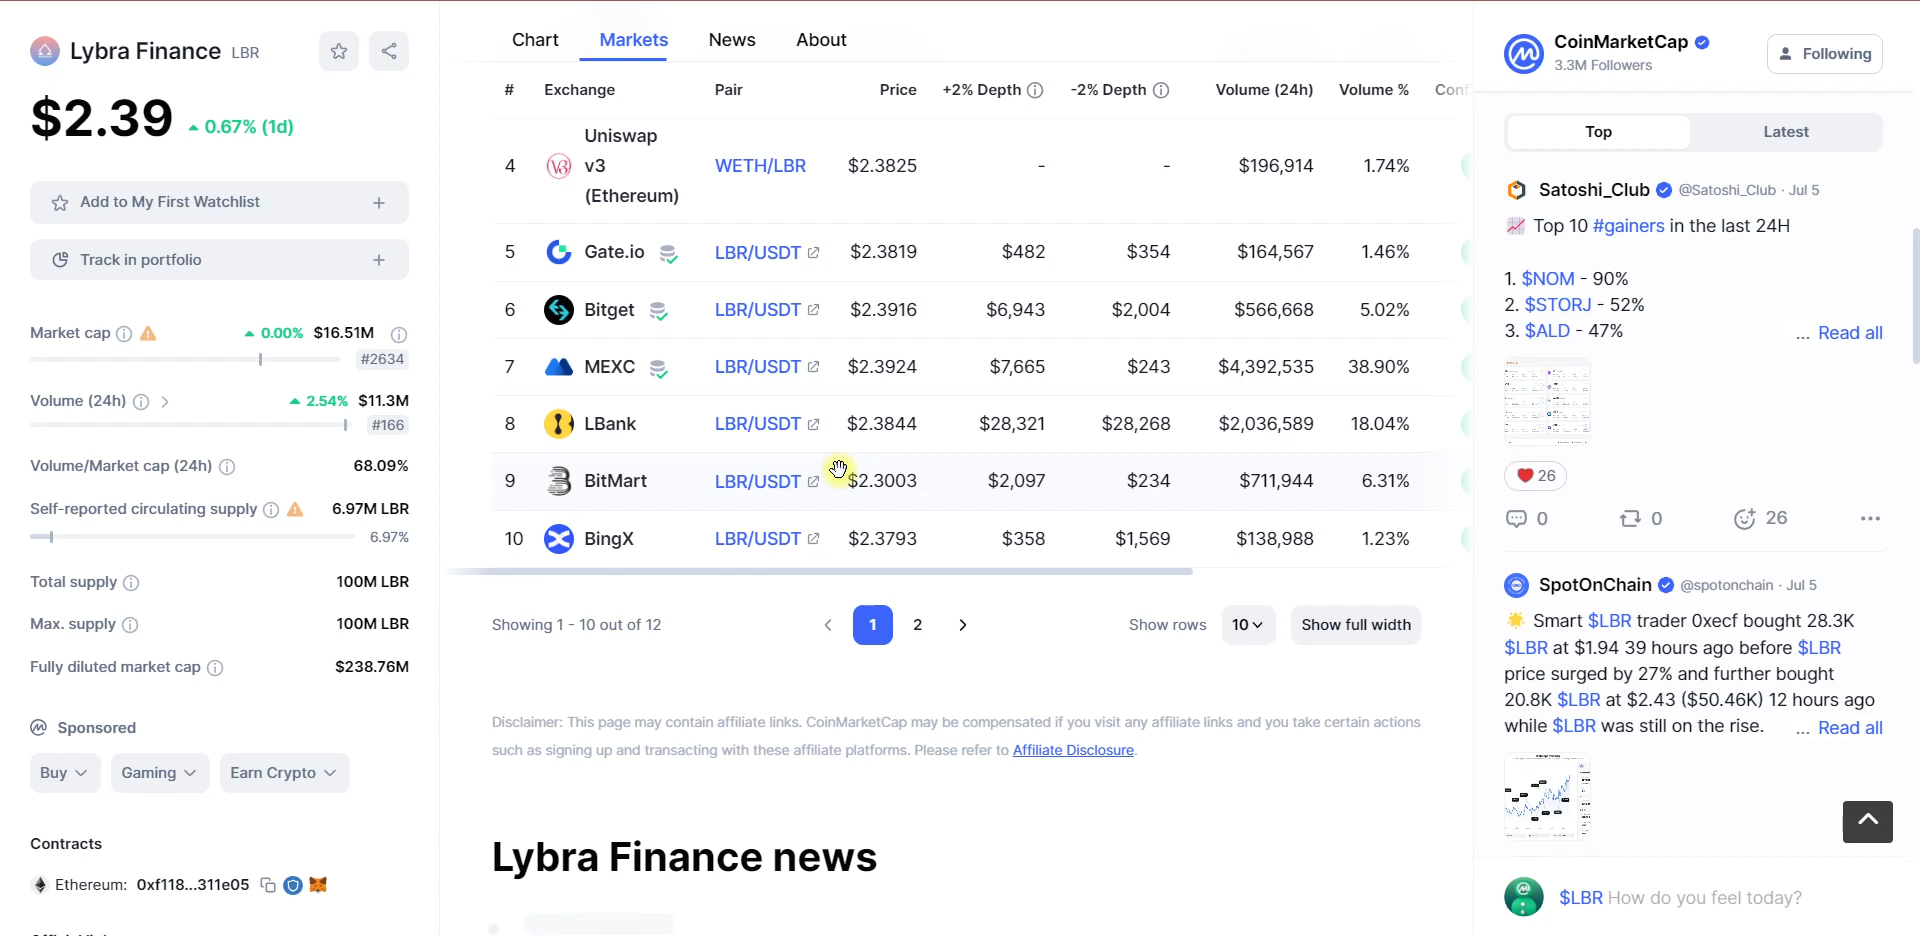 Lybra Finance LBR
$2.39 0.67% (1d)
Add to My First Watchlist +
Track in portfolio +
Market cap 0.00% $16.51M
#2634
Volume (24h) 2.54% $11.3M
#166
Volume/Market cap (24h) 68.09%
Self-reported circulating supply 6.97M LBR
6.97%
Total supply 100M LBR
Max. supply 100M LBR
Fully diluted market cap $238.76M
Sponsored
Buy Gaming Earn Crypto
Contracts
Ethereum: 0xf118...311e05
Chart Markets News About
# Exchange Pair Price +2% Depth -2% Depth Volume (24h) Volume % Conf
4 Uniswap v3 (Ethereum) WETH/LBR $2.3825 - - $196,914 1.74%
5 Gate.io LBR/USDT $2.3819 $482 $354 $164,567 1.46%
6 Bitget LBR/USDT $2.3916 $6,943 $2,004 $566,668 5.02%
7 MEXC LBR/USDT $2.3924 $7,665 $243 $4,392,535 38.90%
8 LBank LBR/USDT $2.3844 $28,321 $28,268 $2,036,589 18.04%
9 BitMart LBR/USDT $2.3003 $2,097 $234 $711,944 6.31%
10 BingX LBR/USDT $2.3793 $358 $1,569 $138,988 1.23%
Showing 1 - 10 out of 12 1 2 Show rows 10 Show full width
Disclaimer: This page may contain affiliate links. CoinMarketCap may be compensated if you visit any affiliate links and you take certain actions
such as signing up and transacting with these affiliate platforms. Please refer to Affiliate Disclosure.
Lybra Finance news
CoinMarketCap
3.3M Followers
Following
Top Latest
Satoshi_Club @Satoshi_Club · Jul 5
📈 Top 10 #gainers in the last 24H
1. $NOM - 90%
2. $STORJ - 52%
3. $ALD - 47% ... Read all
26
0 0 26
SpotOnChain @spotonchain · Jul 5
🌟 Smart $LBR trader 0xecf bought 28.3K
$LBR at $1.94 39 hours ago before $LBR
price surged by 27% and further bought
20.8K $LBR at $2.43 ($50.46K) 12 hours ago
while $LBR was still on the rise. ... Read all
$LBR How do you feel today?